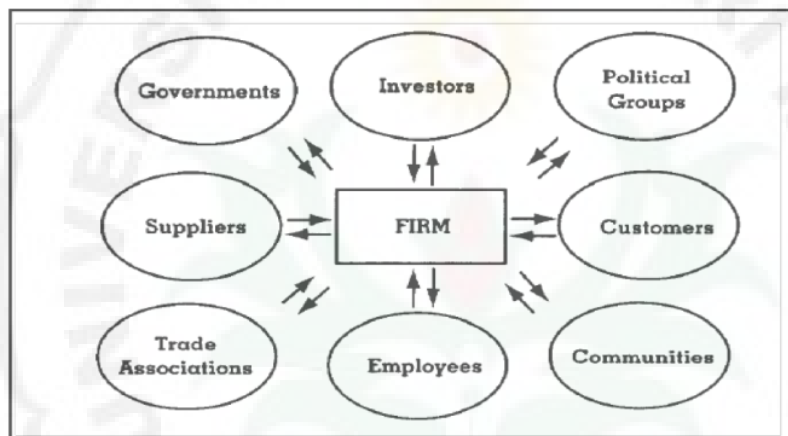 Governments
Investors
Political
Groups
Suppliers
FIRM
Customers
Trade
Associations
Employees
Communities